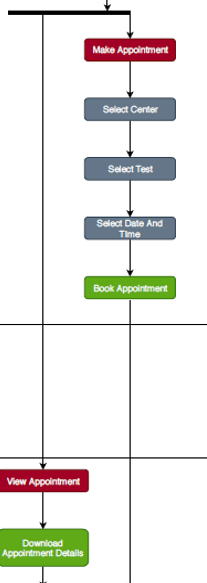 Make Appointment
Select Center
Select Test
Select Date And
Time
Book Appointment
View Appointment
Download
Appointment Details